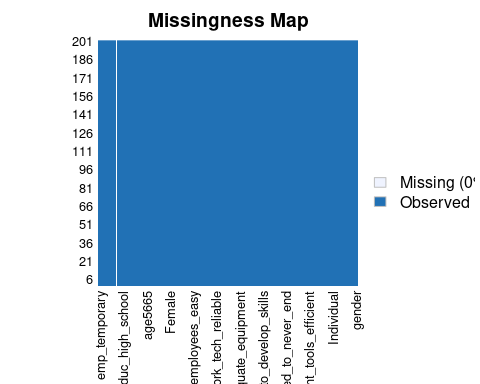 Missingness Map
201
186
171
156
141
126
111
96
81
66
51
36
21
6
Missing (0%
Observed
emp_temporary
duc_high_school
age5665
Female
employees_easy
ork_tech_reliable
quate_equipment
to_develop_skills
ed_to_never_end
nt_tools_efficient
Individual
gender